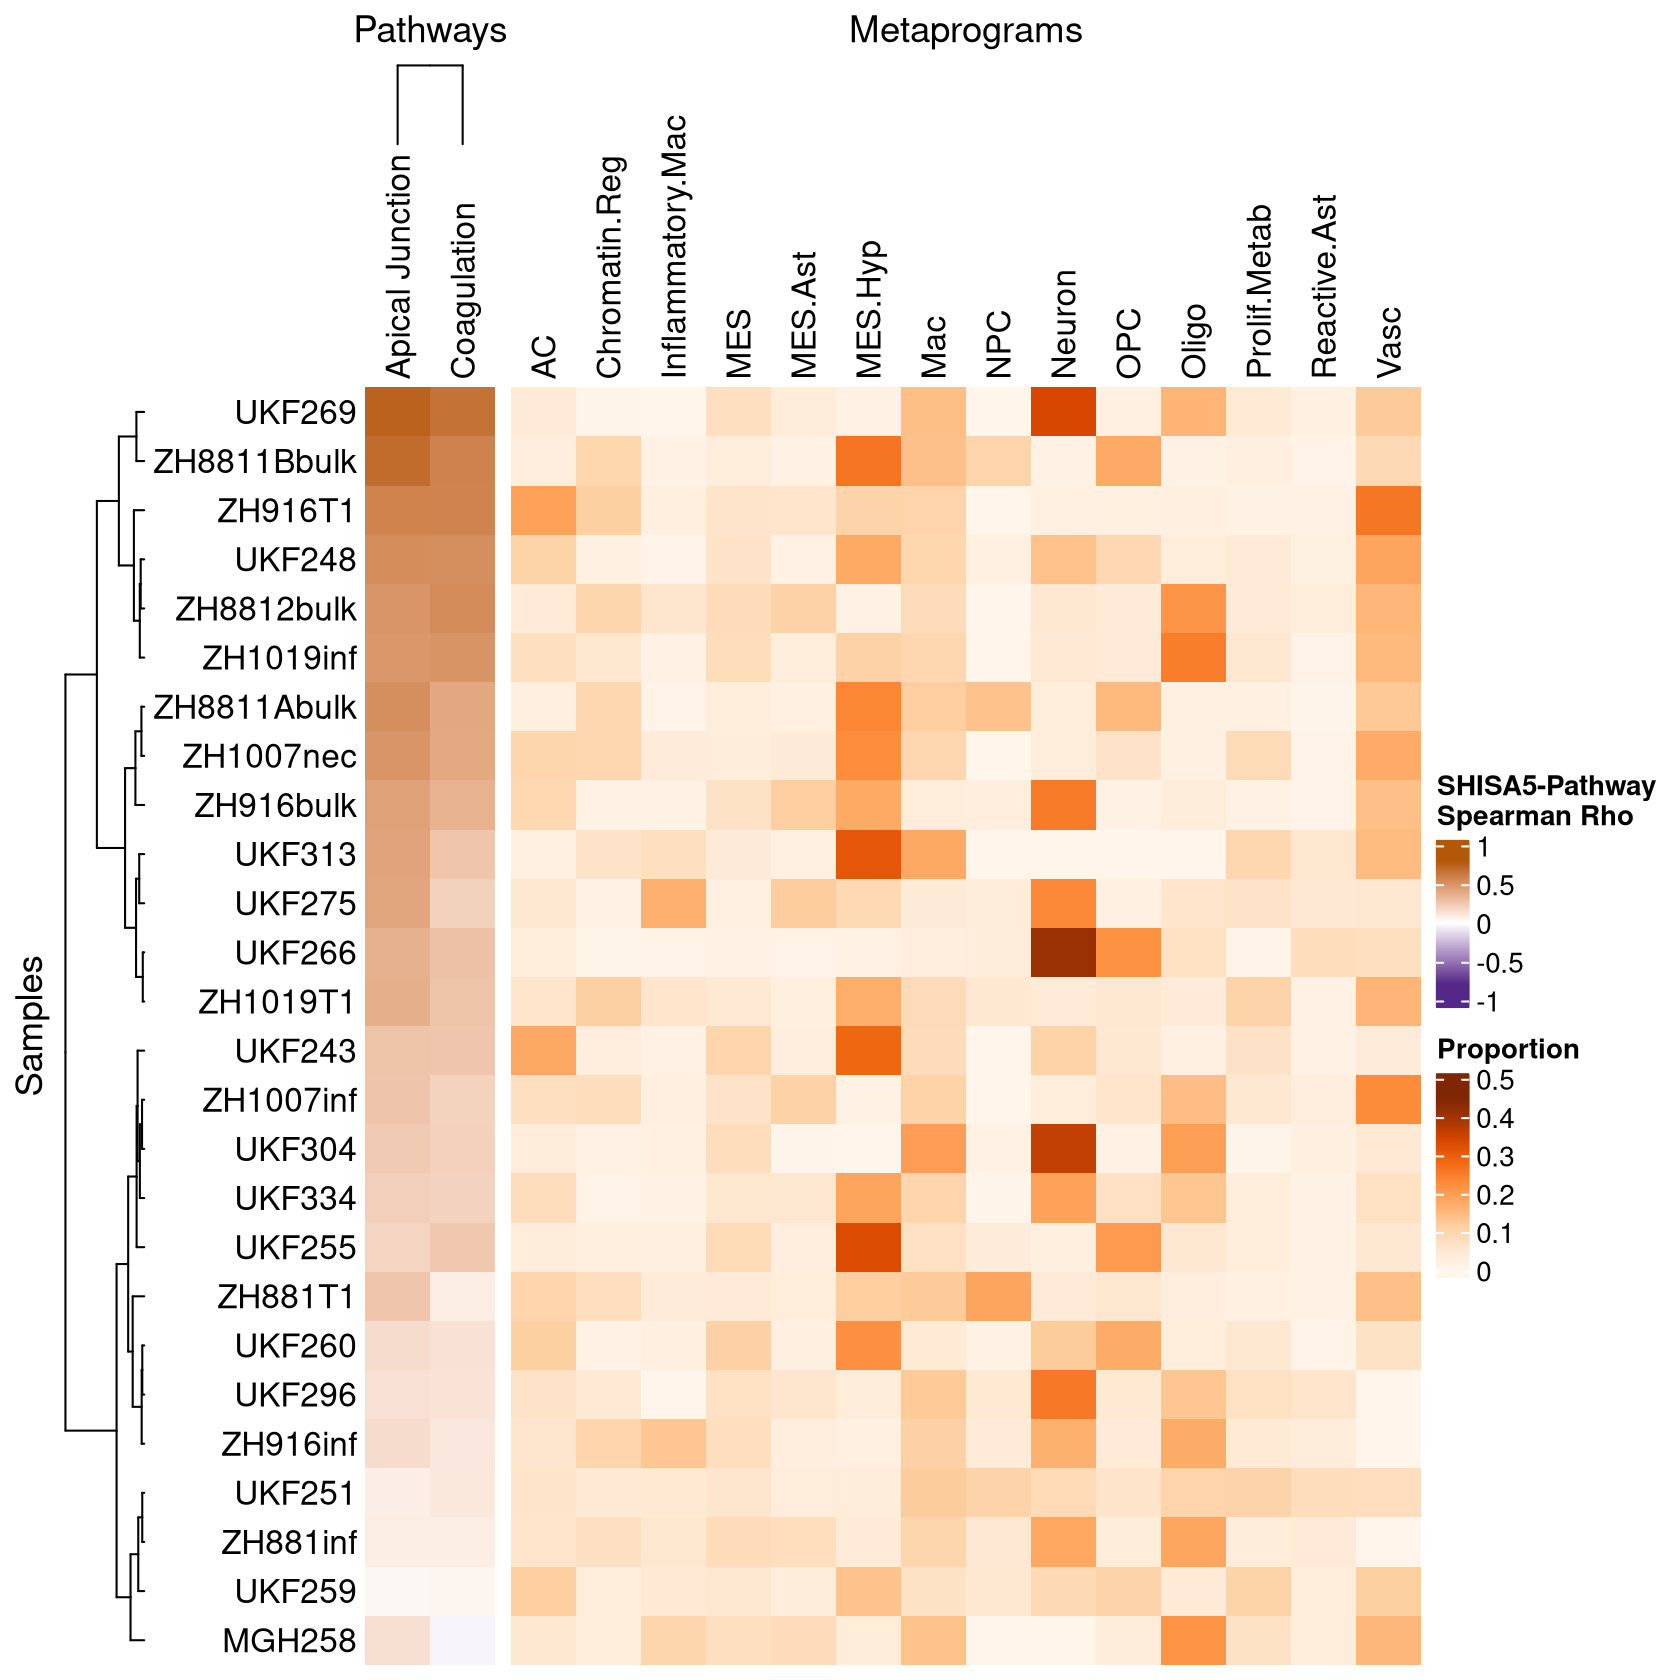 Pathways
Metaprograms
Apical Junction
Coagulation
AC
Chromatin.Reg
Inflammatory.Mac
MES
MES.Ast
MES.Hyp
Mac
NPC
Neuron
OPC
Oligo
Prolif.Metab
Reactive.Ast
Vasc
Samples
UKF269
ZH8811Bbulk
ZH916T1
UKF248
ZH8812bulk
ZH1019inf
ZH8811Abulk
ZH1007nec
ZH916bulk
UKF313
UKF275
UKF266
ZH1019T1
UKF243
ZH1007inf
UKF304
UKF334
UKF255
ZH881T1
UKF260
UKF296
ZH916inf
UKF251
ZH881inf
UKF259
MGH258
SHISA5-Pathway
Spearman Rho
1
0.5
0
-0.5
-1
Proportion
0.5
0.4
0.3
0.2
0.1
0